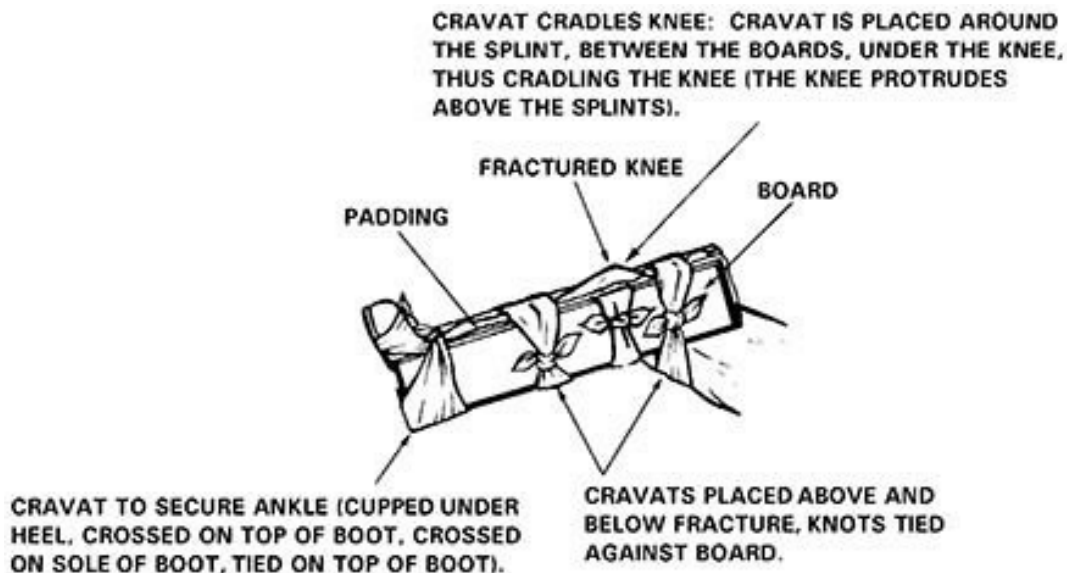 CRAVAT CRADLES KNEE: CRAVAT IS PLACED AROUND
THE SPLINT, BETWEEN THE BOARDS, UNDER THE KNEE,
THUS CRADLING THE KNEE (THE KNEE PROTRUDES
ABOVE THE SPLINTS).
FRACTURED KNEE
BOARD
PADDING
CRAVAT TO SECURE ANKLE (CUPPED UNDER
HEEL, CROSSED ON TOP OF BOOT, CROSSED
ON SOLE OF BOOT, TIED ON TOP OF BOOT).
CRAVATS PLACED ABOVE AND
BELOW FRACTURE, KNOTS TIED
AGAINST BOARD.